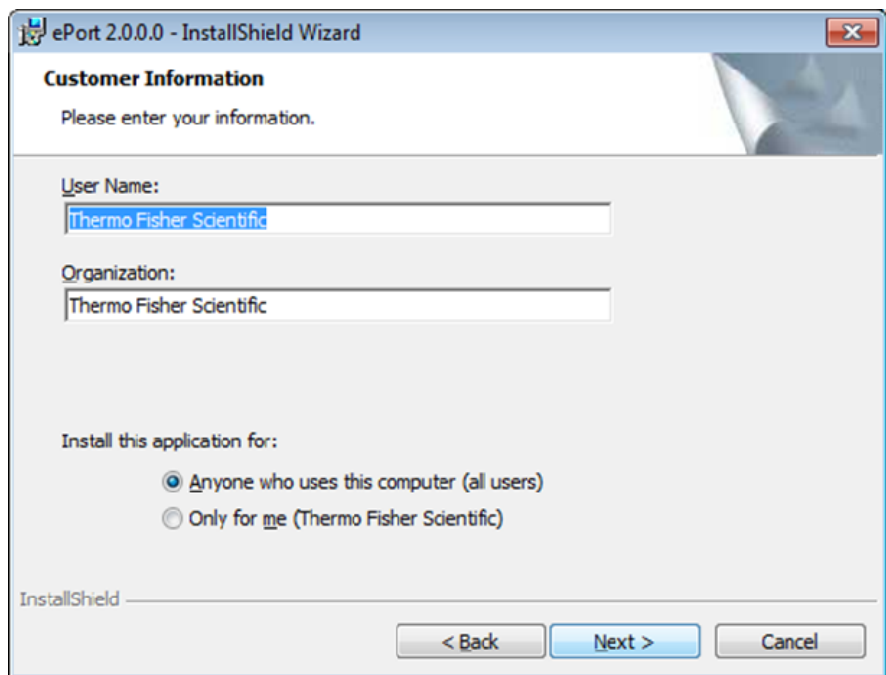 ePort 2.0.0.0 - InstallShield Wizard
Customer Information
Please enter your information.
User Name:
Thermo Fisher Scientific
Organization:
Thermo Fisher Scientific
Install this application for:
Anyone who uses this computer (all users)
Only for me (Thermo Fisher Scientific)
InstallShield
< Back Next > Cancel